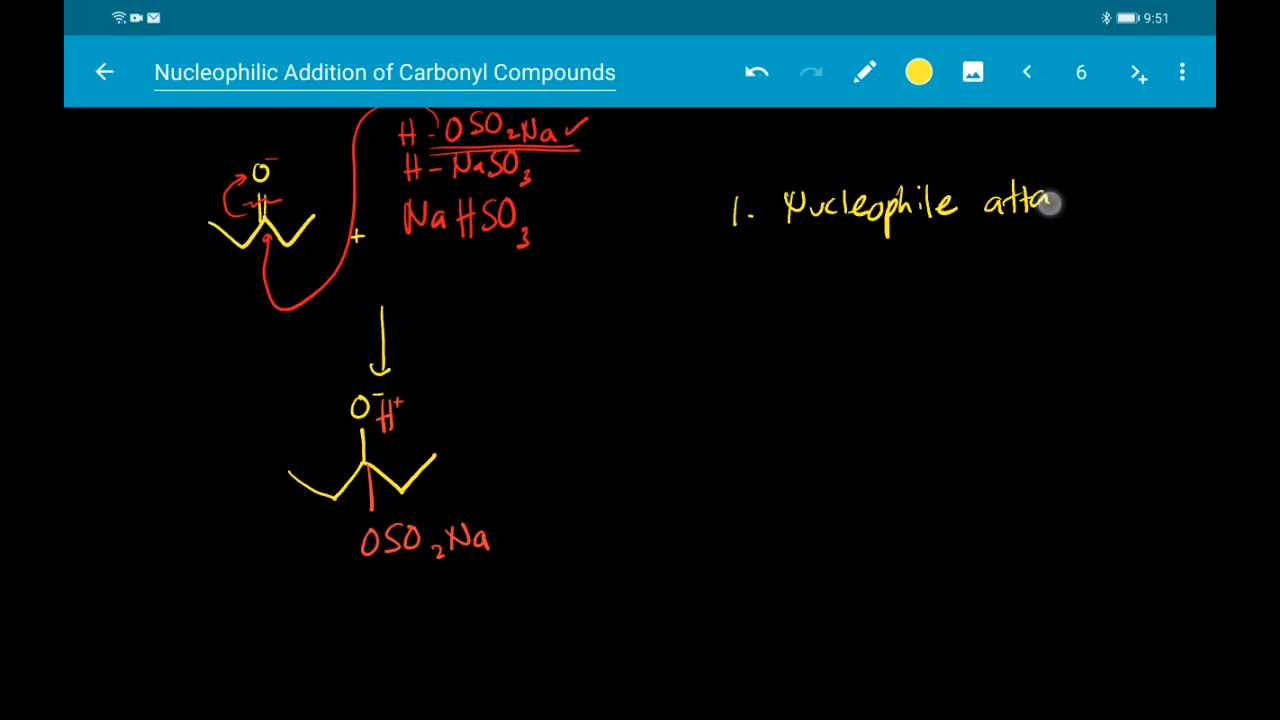 9:51
Nucleophilic Addition of Carbonyl Compounds
6
H - OSO₂Na ✓
H - NaSO₃
NaHSO₃
O⁻
+
1. Nucleophile atta
O⁻ H⁺
OSO₂Na